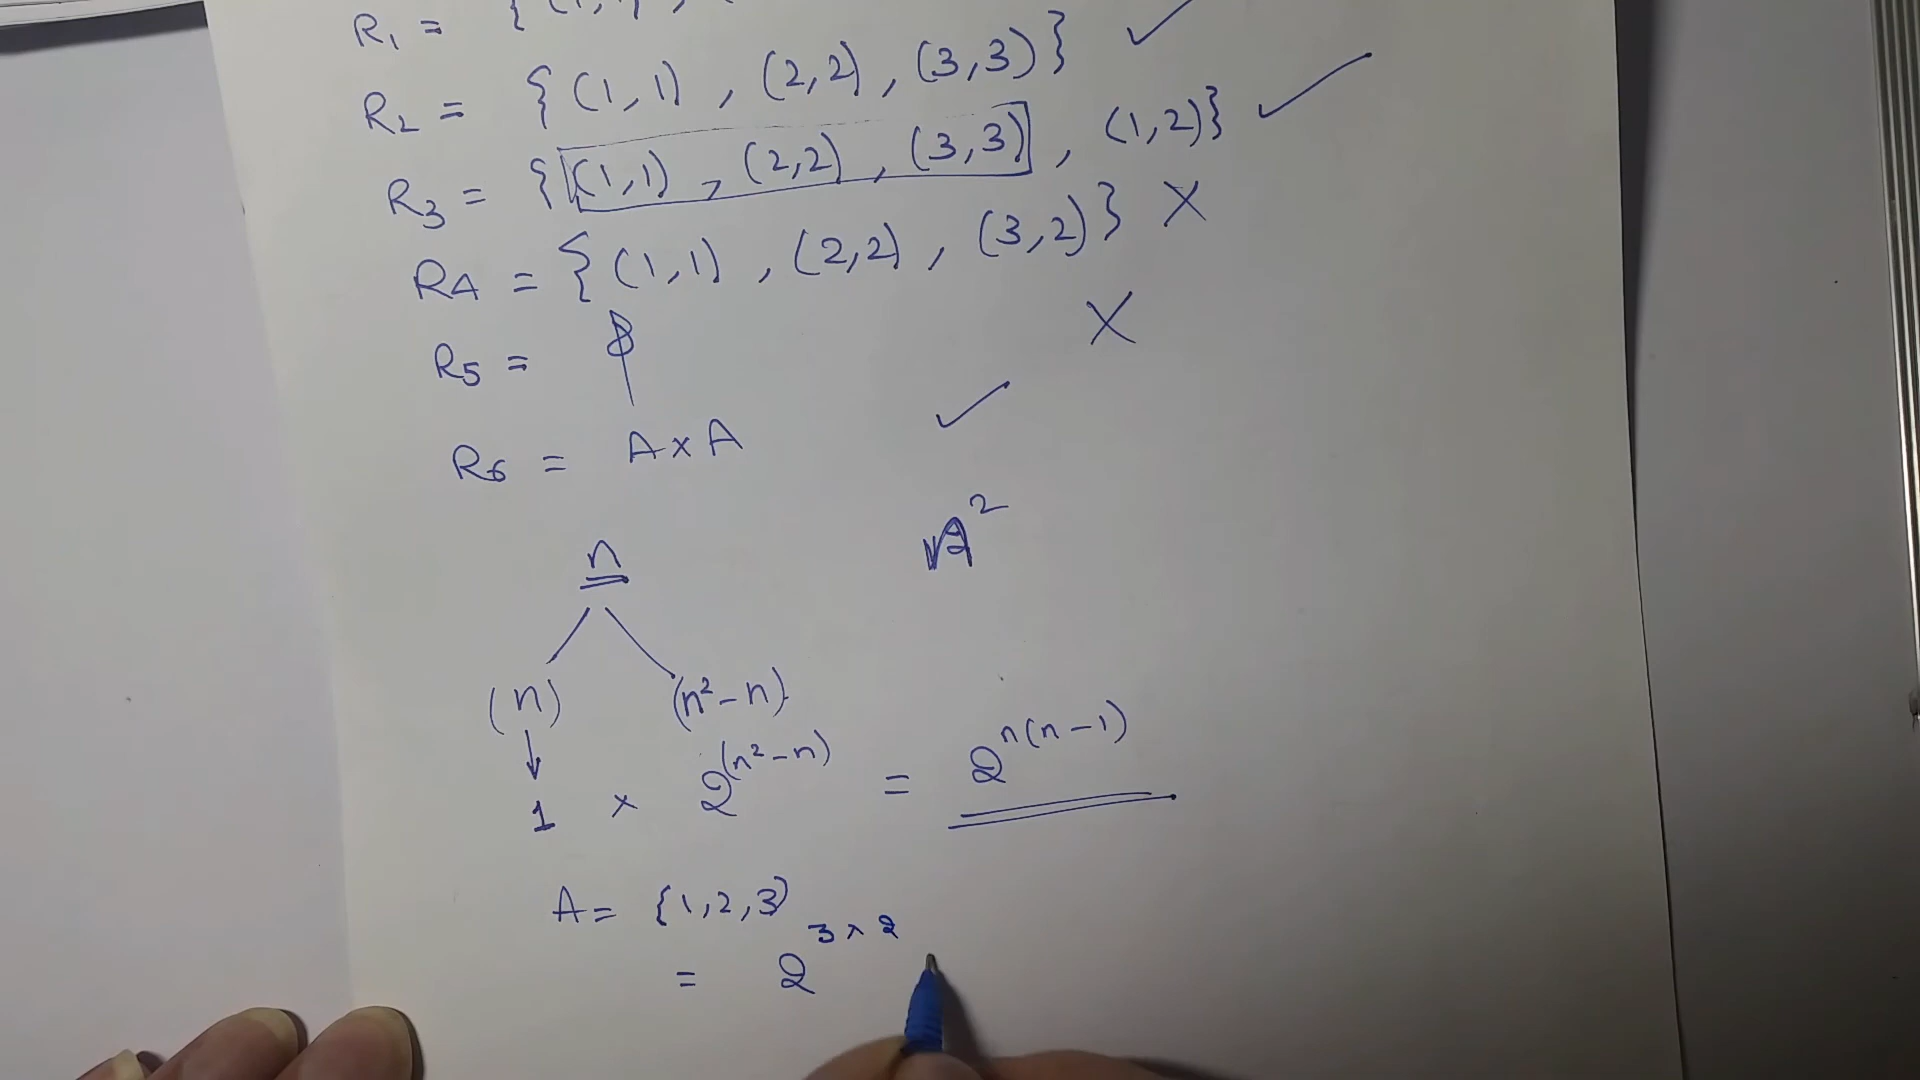 R1 = {(1,1),
R2 = {(1,1), (2,2), (3,3)} ✓
R3 = {(1,1), (2,2), (3,3), (1,2)} ✓
R4 = {(1,1), (2,2), (3,2)} X
R5 = ϕ X
R6 = A×A ✓
n A²
(n) (n²-n)
↓
1 × 2^(n²-n) = 2^n(n-1)
A = {1,2,3}
= 2^3×2